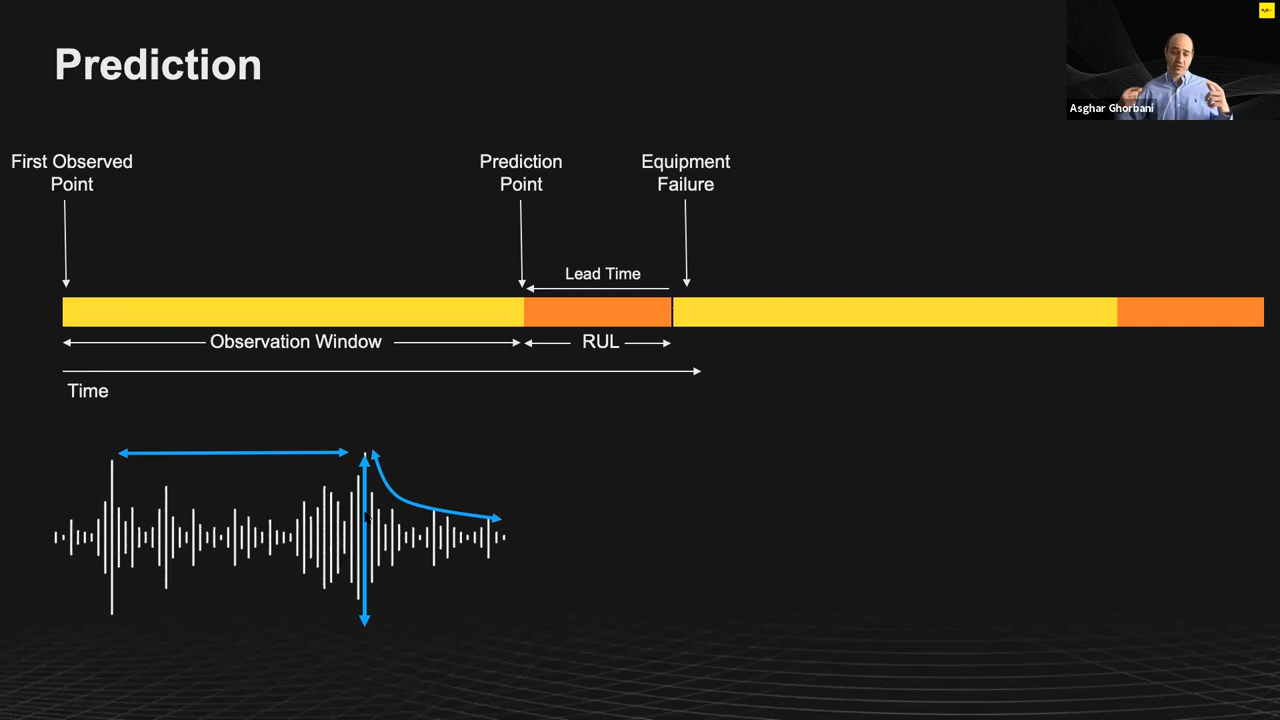 Prediction
Asghar Ghorbani
First Observed
Point
Prediction
Point
Equipment
Failure
Lead Time
Observation Window
RUL
Time